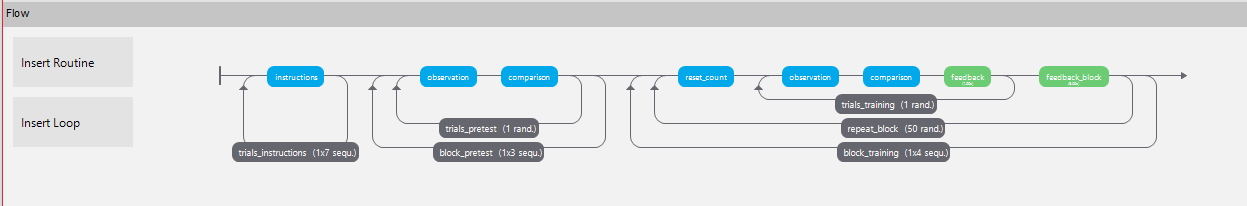 Flow
Insert Routine
Insert Loop
instructions
observation
comparison
reset_count
observation
comparison
feedback
feedback_block
trials_training (1 rand.)
trials_pretest (1 rand.)
repeat_block (50 rand.)
trials_instructions (1x7 sequ.)
block_pretest (1x3 sequ.)
block_training (1x4 sequ.)